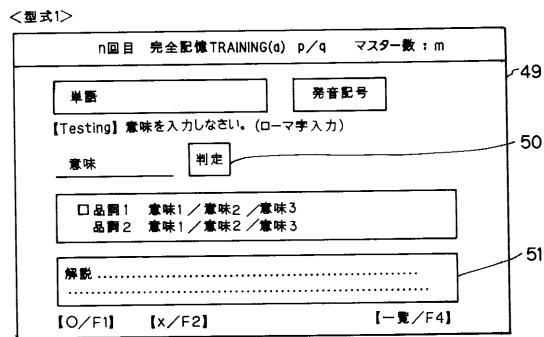 <型式1>
n回目 完全記憶TRAINING(a) p/q マスター数:m
単語 発音記号
49
【Testing】意味を入力しなさい。(ローマ字入力)
意味 判定
50
□品詞1 意味1/意味2/意味3
品詞2 意味1/意味2/意味3
解説
51
【O/F1】 【x/F2】 【一覧/F4】